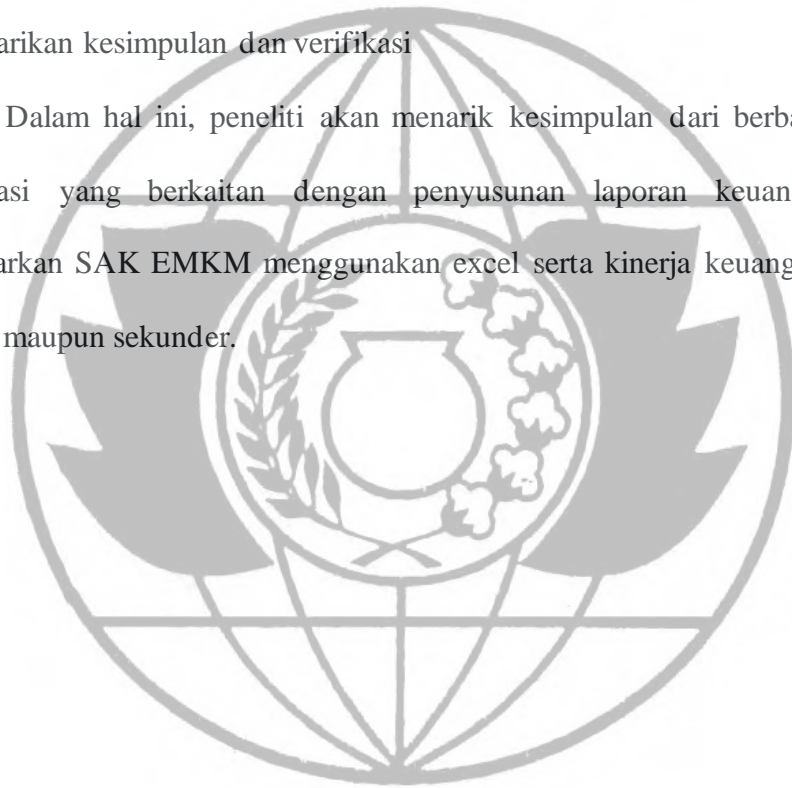 arikan kesimpulan dan verifikasi
Dalam hal ini, peneliti akan menarik kesimpulan dari berba
asi yang berkaitan dengan penyusunan laporan keuan
arkan SAK EMKM menggunakan excel serta kinerja keuang
maupun sekunder.